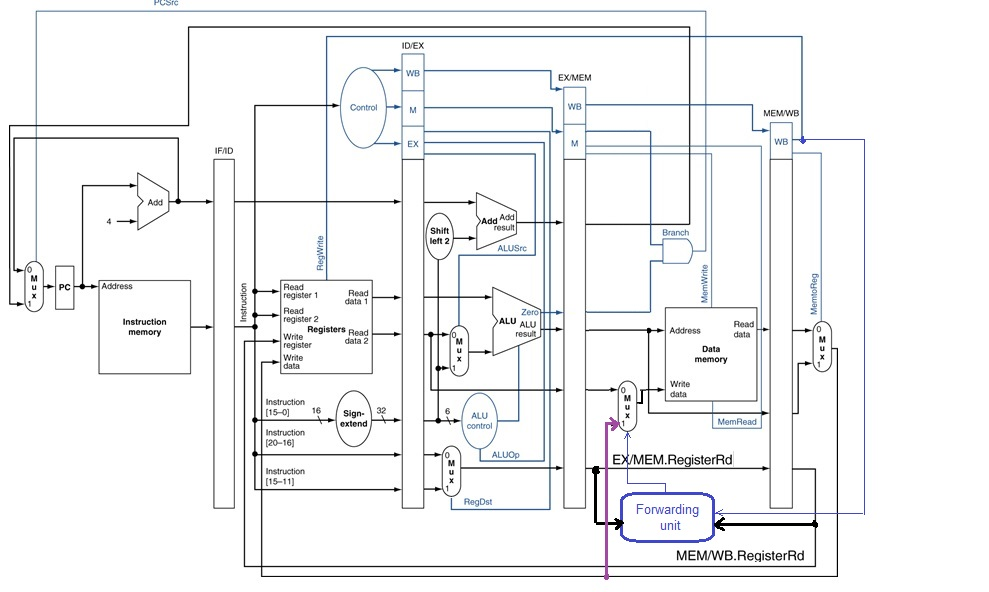 PCSrc
ID/EX
WB
EX/MEM
Control
M
WB
MEM/WB
EX
M
WB
IF/ID
Add
4
Shift
left 2
Add
Add
result
ALUSrc
Branch
RegWrite
MemWrite
MemtoReg
0
M
u
x
1
PC
Address
Instruction
memory
Instruction
Read
register 1
Read
register 2
Write
register
Write
data
Registers
Read
data 1
Read
data 2
0
M
u
x
1
ALU
Zero
ALU
result
Address
Data
memory
Read
data
Write
data
0
M
u
x
1
MemRead
0
M
u
x
1
Instruction
[15–0]
16
Sign-
extend
32
6
ALU
control
ALUOp
Instruction
[20–16]
Instruction
[15–11]
0
M
u
x
1
RegDst
EX/MEM.RegisterRd
Forwarding
unit
MEM/WB.RegisterRd